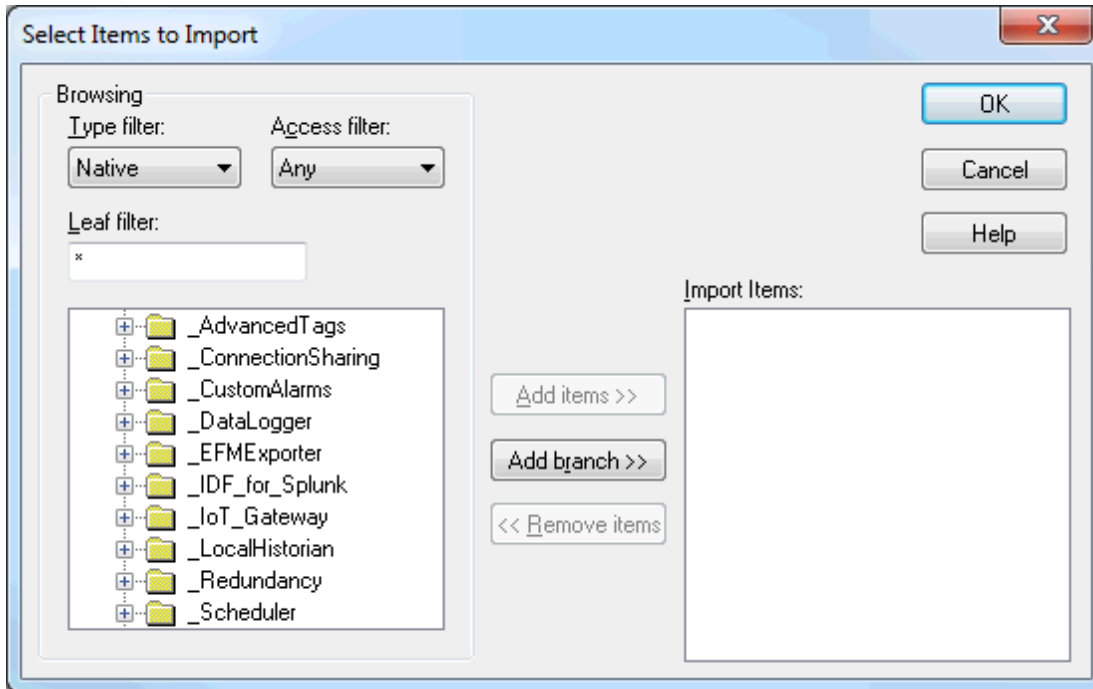 Select Items to Import
Browsing
Type filter: Access filter:
Native Any
Leaf filter:
*
_AdvancedTags
_ConnectionSharing
_CustomAlarms
_DataLogger
_EFMExporter
_IDF_for_Splunk
_IoT_Gateway
_LocalHistorian
_Redundancy
_Scheduler
Add items >>
Add branch >>
<< Remove items
OK
Cancel
Help
Import Items: